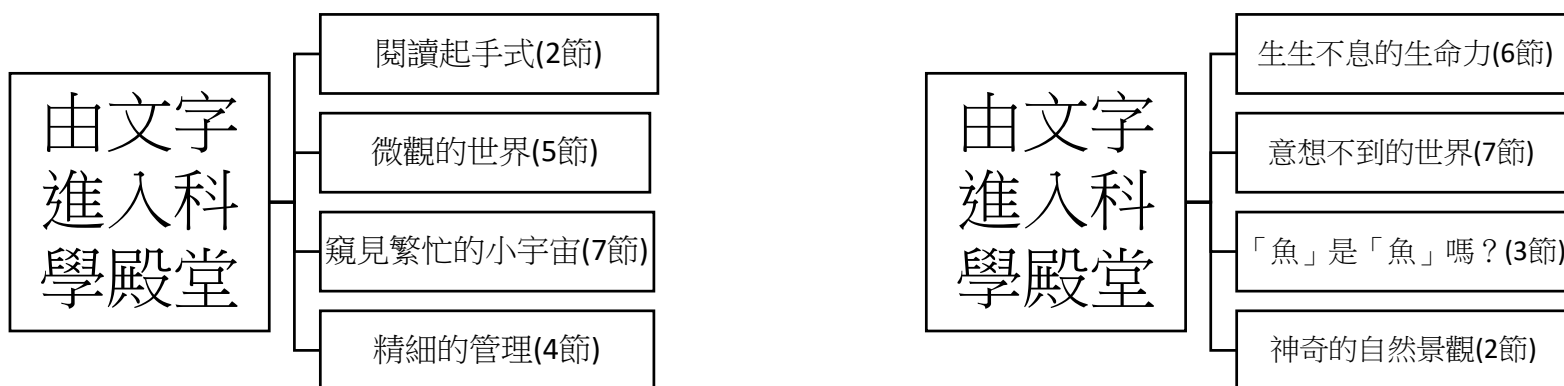 由文字
進入科
學殿堂
閱讀起手式(2節)
微觀的世界(5節)
窺見繁忙的小宇宙(7節)
精細的管理(4節)
由文字
進入科
學殿堂
生生不息的生命力(6節)
意想不到的世界(7節)
「魚」是「魚」嗎？(3節)
神奇的自然景觀(2節)